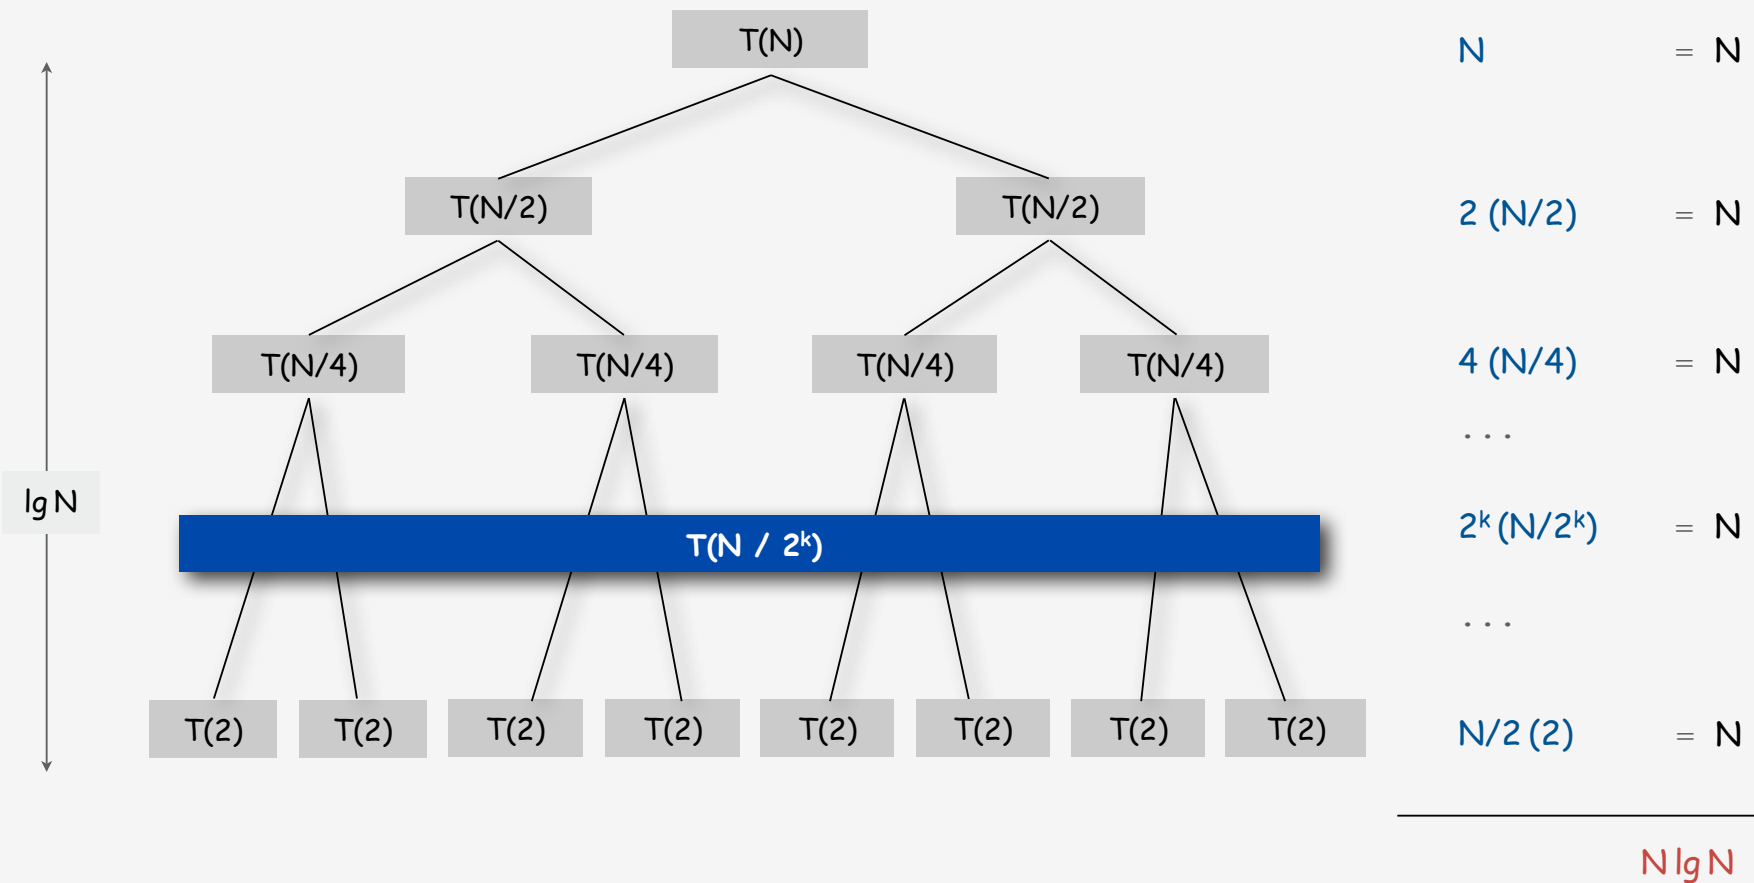 T(N) N = N
T(N/2) T(N/2) 2 (N/2) = N
T(N/4) T(N/4) T(N/4) T(N/4) 4 (N/4) = N
. . .
lg N
T(N / 2ᵏ) 2ᵏ (N/2ᵏ) = N
. . .
T(2) T(2) T(2) T(2) T(2) T(2) T(2) T(2) N/2 (2) = N
N lg N